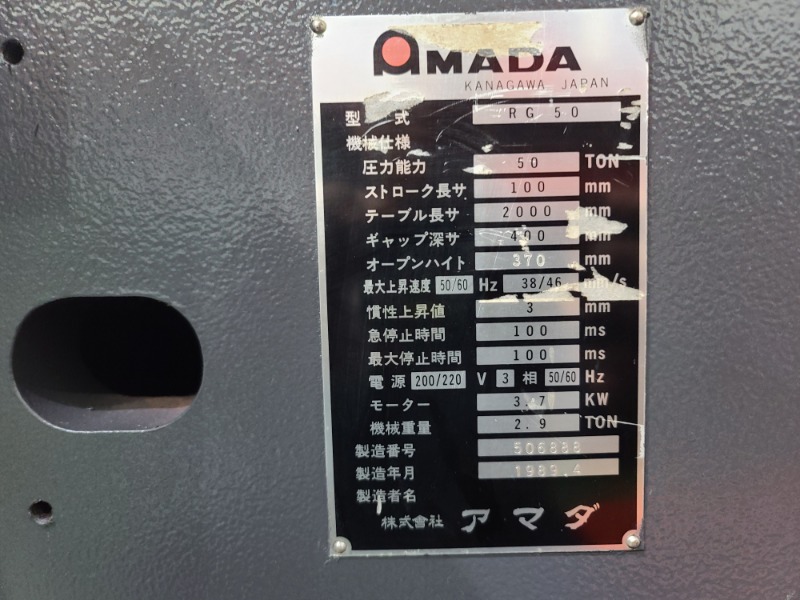 AMADA
KANAGAWA JAPAN
型 式 RG 50
機械仕様
圧力能力 50 TON
ストローク長サ 100 mm
テーブル長サ 2000 mm
ギャップ深サ 400 mm
オープンハイト 370 mm
最大上昇速度 50/60 Hz 38/46 mm/s
慣性上昇値 3 mm
急停止時間 100 ms
最大停止時間 100 ms
電源 200/220 V 3 相 50/60 Hz
モーター 3.7 KW
機械重量 2.9 TON
製造番号 506888
製造年月 1989.4
製造者名
株式會社 アマダ